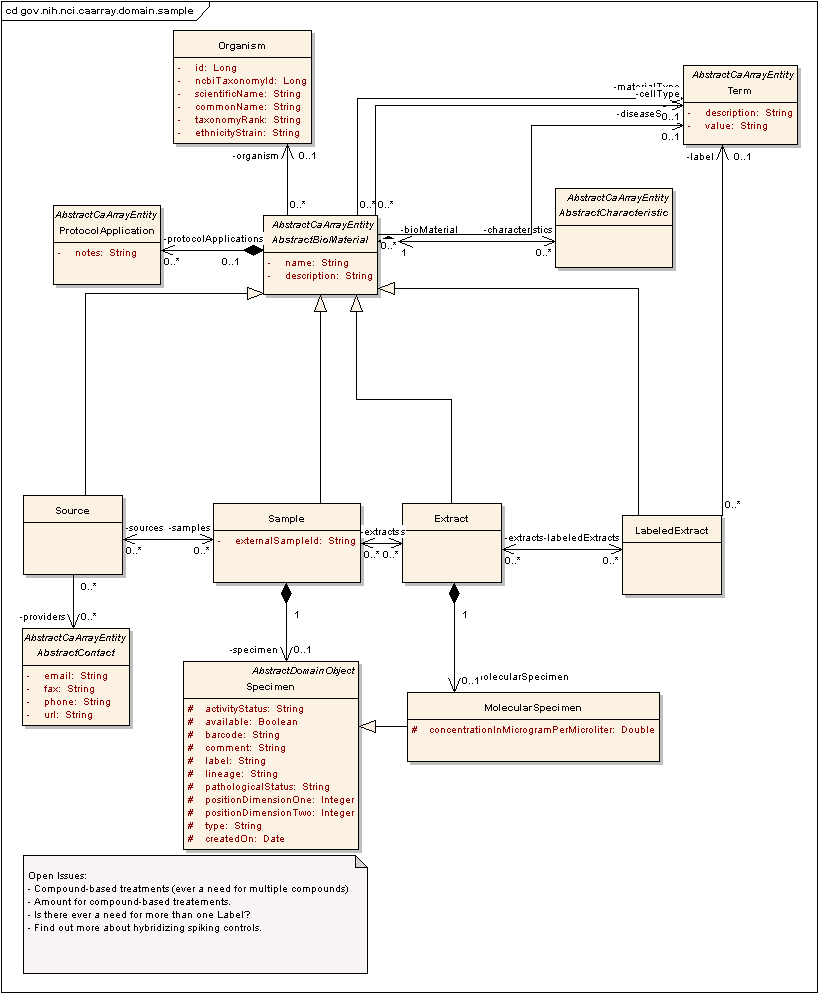 cd gov.nih.nci.caarray.domain.sample
Organism
- id: Long
- ncbiTaxonomyId: Long
- scientificName: String
- commonName: String
- taxonomyRank: String
- ethnicityStrain: String
-organism
0..1
0..*
AbstractCaArrayEntity
Term
- description: String
- value: String
-cellType
0..1
0..1
-label
0..1
0..*
0..*
AbstractCaArrayEntity
ProtocolApplication
- notes: String
-protocolApplications
0..*
0..1
AbstractCaArrayEntity
AbstractBioMaterial
- name: String
- description: String
-bioMaterial
0..*
1
-characteristics
0..*
AbstractCaArrayEntity
AbstractCharacteristic
Source
-sources
0..*
-samples
0..*
Sample
- externalSampleId: String
-extracts
0..*
0..*
Extract
-extracts
-labeledExtracts
0..*
0..*
LabeledExtract
0..*
0..*
-providers
0..*
AbstractCaArrayEntity
AbstractContact
- email: String
- fax: String
- phone: String
- url: String
1
-specimen
0..1
AbstractDomainObject
Specimen
# activityStatus: String
# available: Boolean
# barcode: String
# comment: String
# label: String
# lineage: String
# pathologicalStatus: String
# positionDimensionOne: Integer
# positionDimensionTwo: Integer
# type: String
# createdOn: Date
1
0..1
MolecularSpecimen
# concentrationInMicrogramPerMicroliter: Double
Open Issues:
- Compound-based treatments (ever a need for multiple compounds)
- Amount for compound-based treatements.
- Is there ever a need for more than one Label?
- Find out more about hybridizing spiking controls.